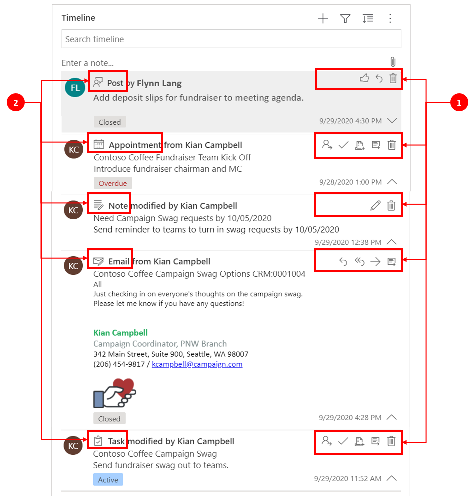 Timeline
Search timeline
Enter a note...
FL
Post by Flynn Lang
Add deposit slips for fundraiser to meeting agenda.
Closed
9/29/2020 4:30 PM
2
1
KC
Appointment from Kian Campbell
Contoso Coffee Fundraiser Team Kick Off
Introduce fundraiser chairman and MC
Overdue
9/28/2020 1:00 PM
KC
Note modified by Kian Campbell
Need Campaign Swag requests by 10/05/2020
Send reminder to teams to turn in swag requests by 10/05/2020
9/29/2020 12:38 PM
KC
Email from Kian Campbell
Contoso Coffee Campaign Swag Options CRM:0001004
All
Just checking in on everyone's thoughts on the campaign swag.
Please let me know if you have any questions!
Kian Campbell
Campaign Coordinator, PNW Branch
342 Main Street, Suite 900, Seattle, WA 98007
(206) 454-9817 / kcampbell@campaign.com
Closed
9/29/2020 4:28 PM
KC
Task modified by Kian Campbell
Contoso Coffee Campaign Swag
Send fundraiser swag out to teams.
Active
9/29/2020 11:52 AM